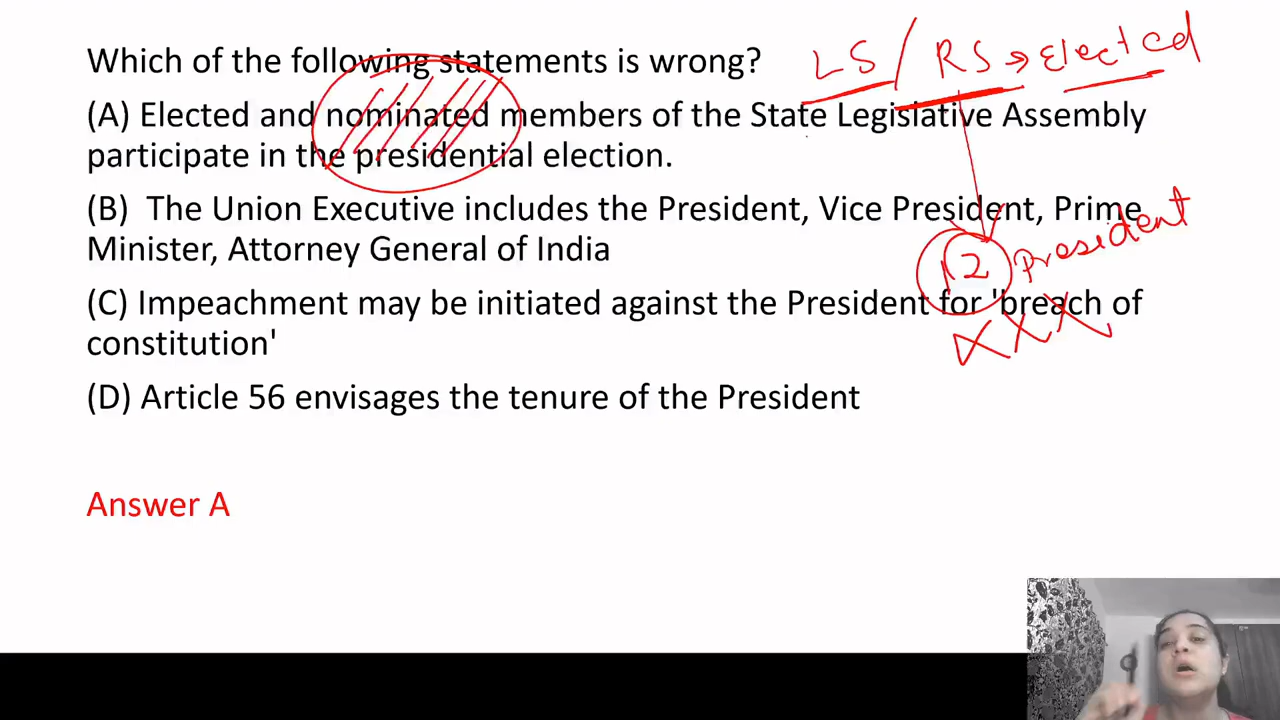 Which of the following statements is wrong?
LS / RS → Elected
(A) Elected and nominated members of the State Legislative Assembly
participate in the presidential election.
(B) The Union Executive includes the President, Vice President, Prime
Minister, Attorney General of India
12 President
(C) Impeachment may be initiated against the President for 'breach of
constitution'
XXX
(D) Article 56 envisages the tenure of the President
Answer A